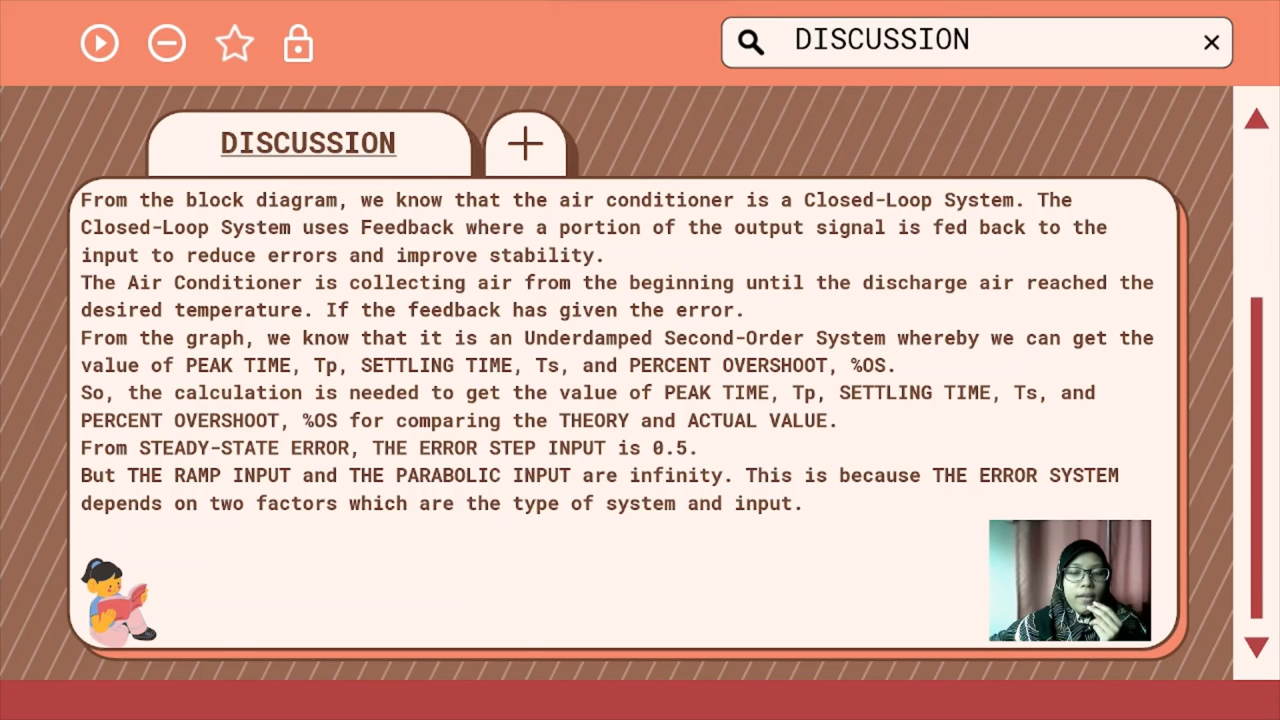 DISCUSSION
DISCUSSION
From the block diagram, we know that the air conditioner is a Closed-Loop System. The
Closed-Loop System uses Feedback where a portion of the output signal is fed back to the
input to reduce errors and improve stability.
The Air Conditioner is collecting air from the beginning until the discharge air reached the
desired temperature. If the feedback has given the error.
From the graph, we know that it is an Underdamped Second-Order System whereby we can get the
value of PEAK TIME, Tp, SETTLING TIME, Ts, and PERCENT OVERSHOOT, %OS.
So, the calculation is needed to get the value of PEAK TIME, Tp, SETTLING TIME, Ts, and
PERCENT OVERSHOOT, %OS for comparing the THEORY and ACTUAL VALUE.
From STEADY-STATE ERROR, THE ERROR STEP INPUT is 0.5.
But THE RAMP INPUT and THE PARABOLIC INPUT are infinity. This is because THE ERROR SYSTEM
depends on two factors which are the type of system and input.